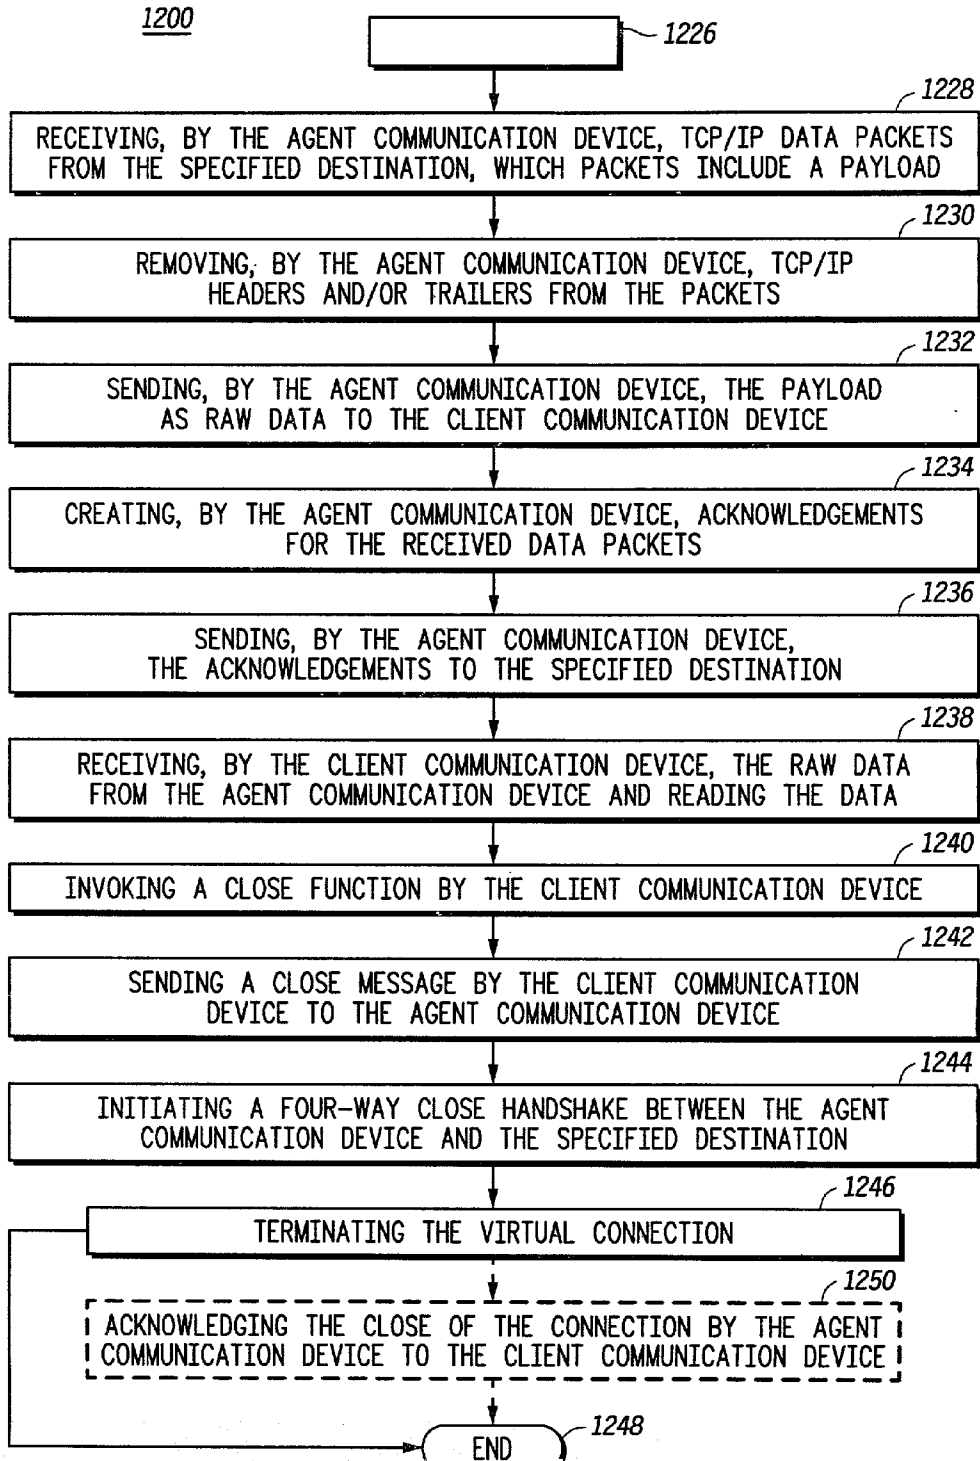 1200
1226
1228
RECEIVING, BY THE AGENT COMMUNICATION DEVICE, TCP/IP DATA PACKETS
FROM THE SPECIFIED DESTINATION, WHICH PACKETS INCLUDE A PAYLOAD
1230
REMOVING, BY THE AGENT COMMUNICATION DEVICE, TCP/IP
HEADERS AND/OR TRAILERS FROM THE PACKETS
1232
SENDING, BY THE AGENT COMMUNICATION DEVICE, THE PAYLOAD
AS RAW DATA TO THE CLIENT COMMUNICATION DEVICE
1234
CREATING, BY THE AGENT COMMUNICATION DEVICE, ACKNOWLEDGEMENTS
FOR THE RECEIVED DATA PACKETS
1236
SENDING, BY THE AGENT COMMUNICATION DEVICE,
THE ACKNOWLEDGEMENTS TO THE SPECIFIED DESTINATION
1238
RECEIVING, BY THE CLIENT COMMUNICATION DEVICE, THE RAW DATA
FROM THE AGENT COMMUNICATION DEVICE AND READING THE DATA
1240
INVOKING A CLOSE FUNCTION BY THE CLIENT COMMUNICATION DEVICE
1242
SENDING A CLOSE MESSAGE BY THE CLIENT COMMUNICATION
DEVICE TO THE AGENT COMMUNICATION DEVICE
1244
INITIATING A FOUR-WAY CLOSE HANDSHAKE BETWEEN THE AGENT
COMMUNICATION DEVICE AND THE SPECIFIED DESTINATION
1246
TERMINATING THE VIRTUAL CONNECTION
1250
ACKNOWLEDGING THE CLOSE OF THE CONNECTION BY THE AGENT
COMMUNICATION DEVICE TO THE CLIENT COMMUNICATION DEVICE
1248
END